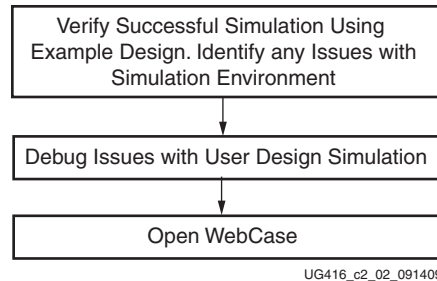 Verify Successful Simulation Using
Example Design. Identify any Issues with
Simulation Environment
Debug Issues with User Design Simulation
Open WebCase
UG416_c2_02_091409